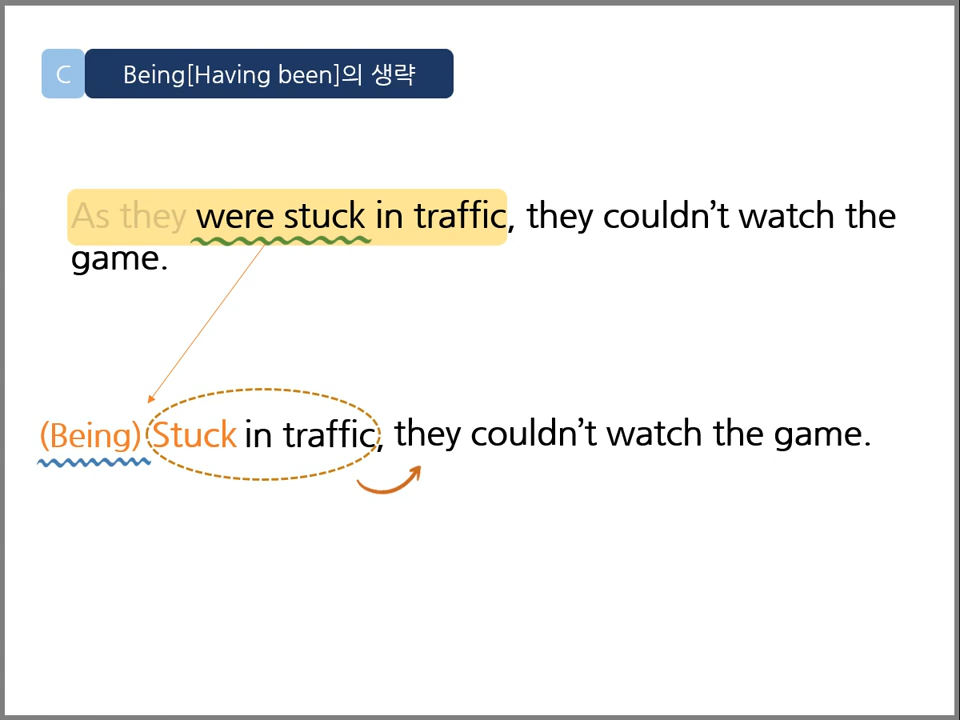 C
Being[Having been]의 생략
As they were stuck in traffic, they couldn’t watch the
game.
(Being) Stuck in traffic, they couldn’t watch the game.